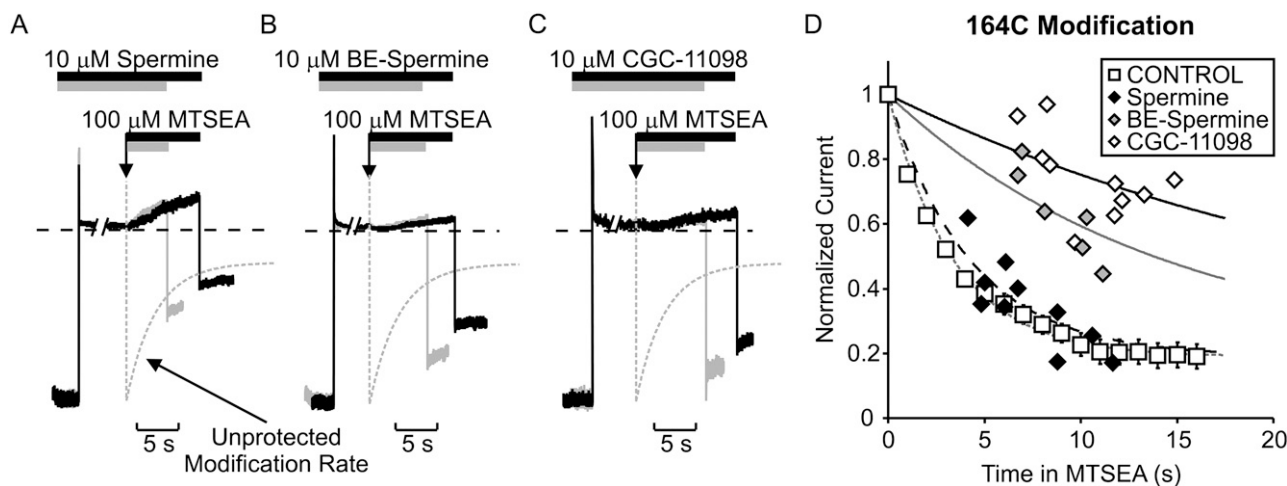 A
10 μM Spermine
100 μM MTSEA
5 s
Unprotected
Modification Rate
B
10 μM BE-Spermine
100 μM MTSEA
5 s
C
10 μM CGC-11098
100 μM MTSEA
5 s
D
164C Modification
CONTROL
Spermine
BE-Spermine
CGC-11098
Normalized Current
1
0.8
0.6
0.4
0.2
0
0
5
10
15
20
Time in MTSEA (s)